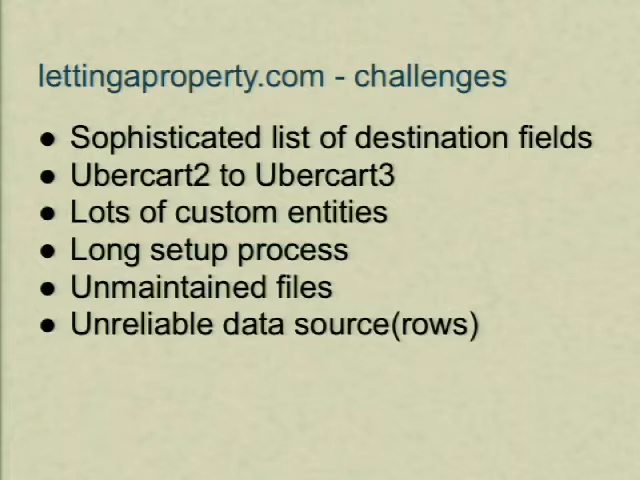 lettingaproperty.com - challenges
● Sophisticated list of destination fields
● Ubercart2 to Ubercart3
● Lots of custom entities
● Long setup process
● Unmaintained files
● Unreliable data source(rows)